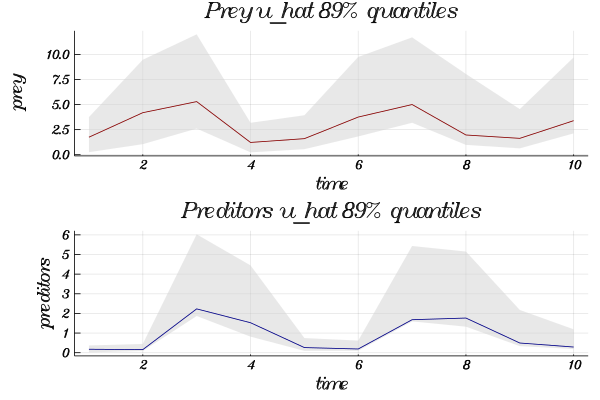 Prey u_hat 89% quantiles
10.0
7.5
5.0
2.5
0.0
prey
2 4 6 8 10
time
Preditors u_hat 89% quantiles
6
5
4
3
2
1
0
preditors
2 4 6 8 10
time